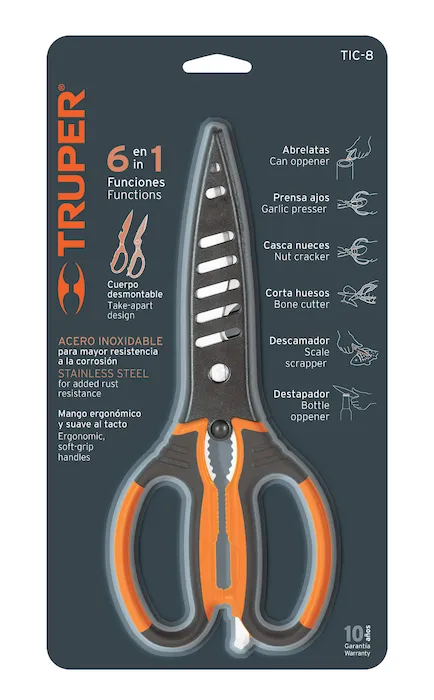 TIC-8
TRUPER®
6 en in 1
Funciones
Functions
Cuerpo
desmontable
Take-apart
design
ACERO INOXIDABLE
para mayor resistencia
a la corrosión
STAINLESS STEEL
for added rust
resistance
Mango ergonómico
y suave al tacto
Ergonomic,
soft-grip
handles
Abrelatas
Can oppener
Prensa ajos
Garlic presser
Casca nueces
Nut cracker
Corta huesos
Bone cutter
Descamador
Scale
scrapper
Destapador
Bottle
oppener
10 años
Garantía
Warranty